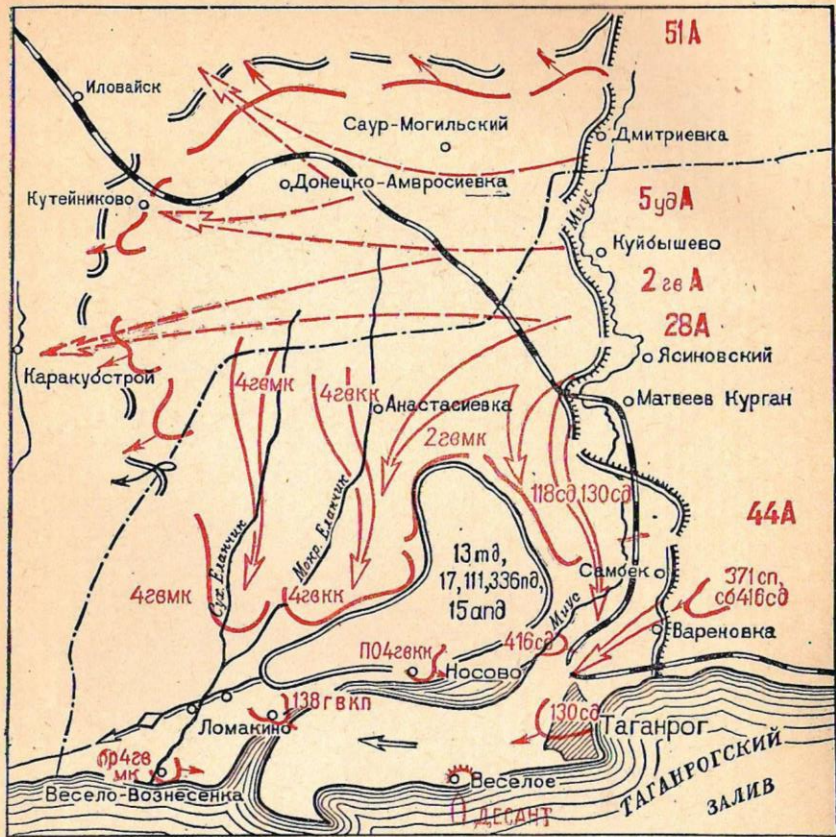 51А
Иловайск
Саур-Могильский
Дмитриевка
Донецко-Амвросиевка
Кутейниково
Миус
5удА
Куйбышево
2гвА
28А
Ясиновский
Каракубстрой
4гвмк
4гвкк
Анастасиевка
Матвеев Курган
2гвмк
118сд,130сд
44А
Сух. Еланчик
Мокр. Еланчик
13тд,
17,111,336пд,
15апд
Самбек
371сп,
сб416сд
4гвмк
4гвкк
Миус
Вареновка
416сд
ПО4гвкк
Носово
138гвкп
130сд
Ломакино
Таганрог
бр4гв
мк
Весело-Вознесенка
Веселое
ДЕСАНТ
ТАГАНРОГСКИЙ
ЗАЛИВ